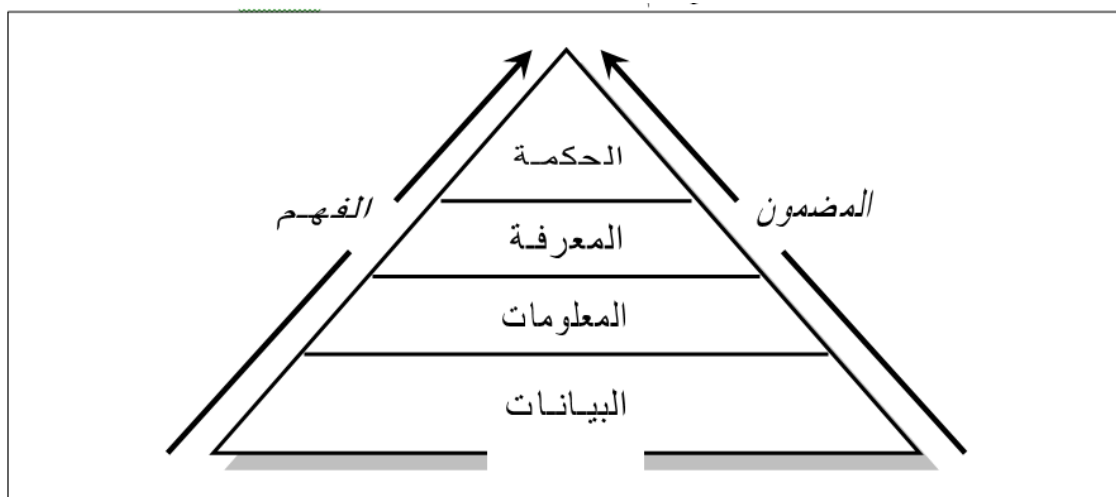 الحكمة
المضمون
الفهم
المعرفة
المعلومات
البيانات